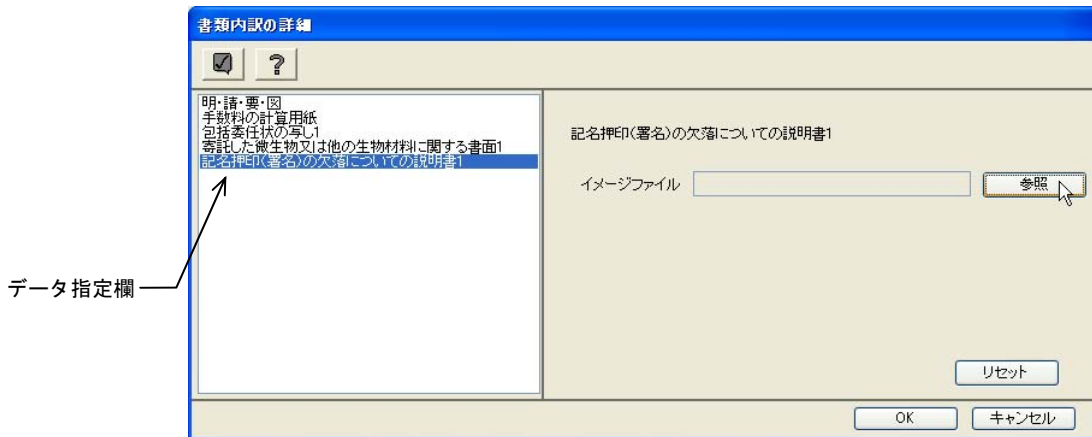 書類内訳の詳細
明・請・要・図
手数料の計算用紙
包括委任状の写し1
寄託した微生物又は他の生物材料に関する書面1
記名押印(署名)の欠落についての説明書1
記名押印(署名)の欠落についての説明書1
イメージファイル
参照
データ指定欄
リセット
OK
キャンセル